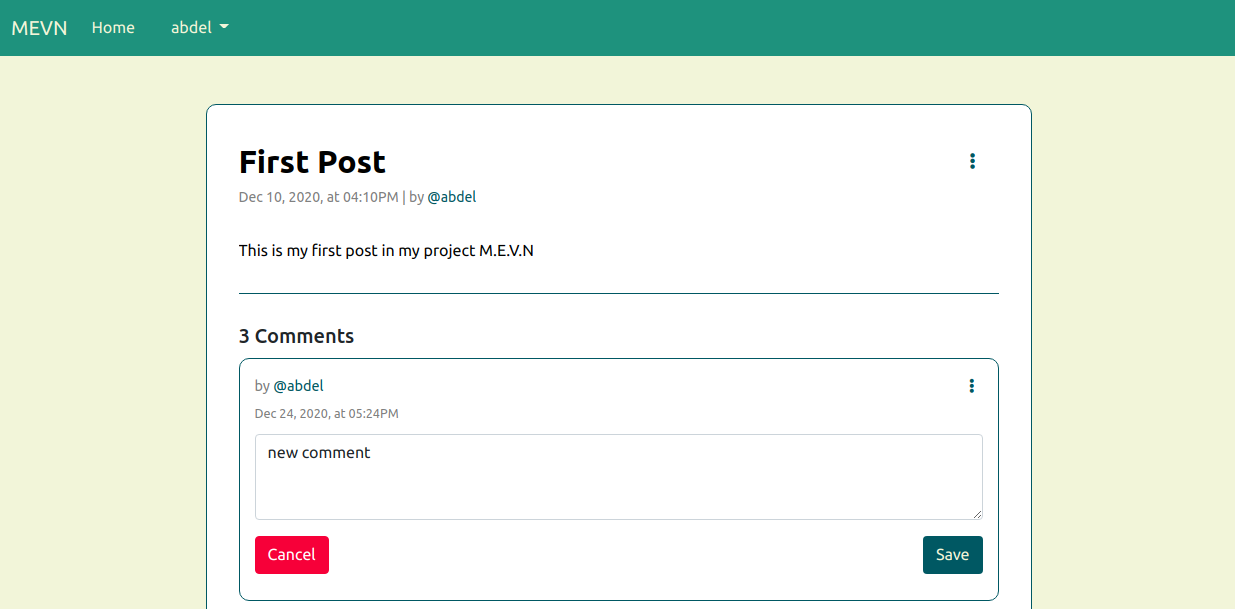 MEVN Home abdel
First Post
Dec 10, 2020, at 04:10PM | by @abdel
This is my first post in my project M.E.V.N
3 Comments
by @abdel
Dec 24, 2020, at 05:24PM
new comment
Cancel Save